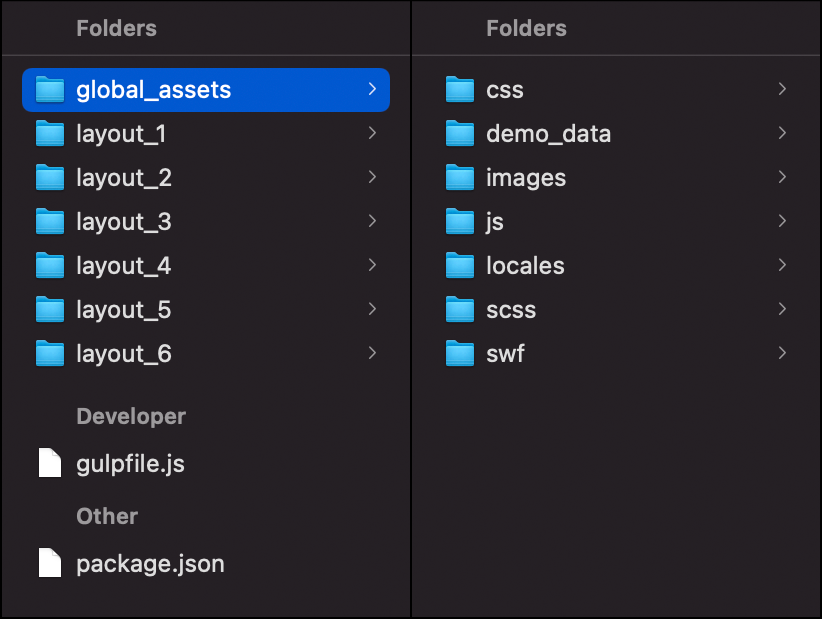 Folders
global_assets
layout_1
layout_2
layout_3
layout_4
layout_5
layout_6
Developer
gulpfile.js
Other
package.json
Folders
css
demo_data
images
js
locales
scss
swf